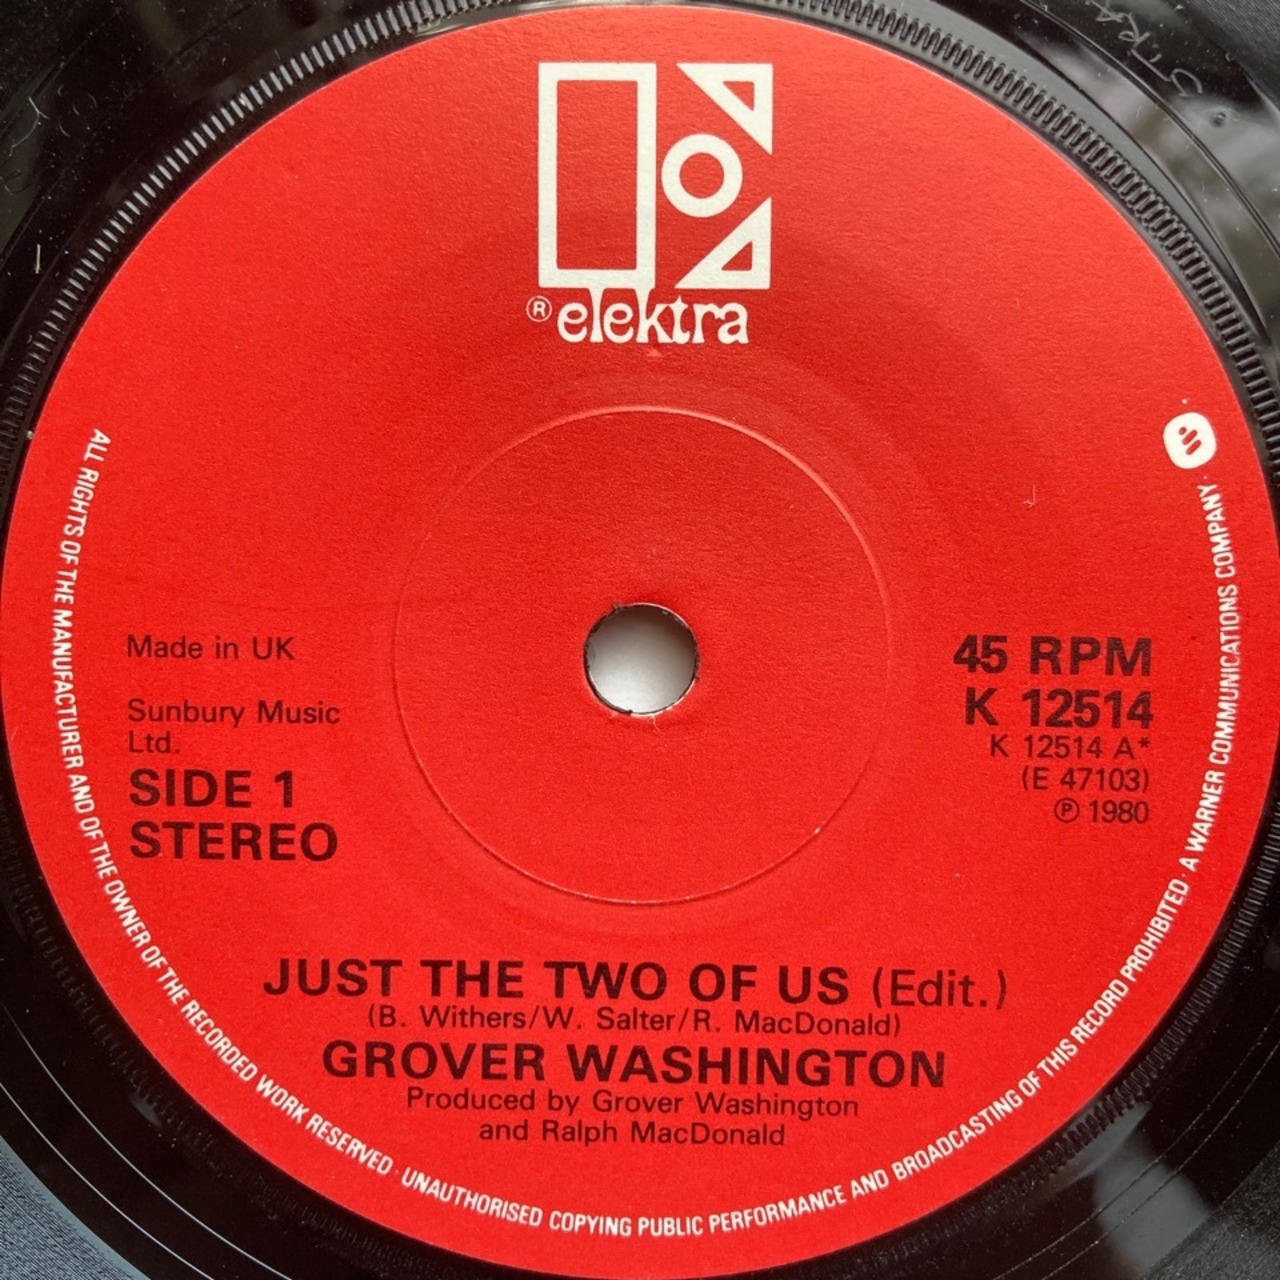 ® elektra
Made in UK
Sunbury Music
Ltd.
SIDE 1
STEREO
45 RPM
K 12514
K 12514 A*
(E 47103)
℗ 1980
JUST THE TWO OF US (Edit.)
(B. Withers/W. Salter/R. MacDonald)
GROVER WASHINGTON
Produced by Grover Washington
and Ralph MacDonald
ALL RIGHTS OF THE MANUFACTURER AND OF THE OWNER OF THE RECORDED WORK RESERVED · UNAUTHORISED COPYING PUBLIC PERFORMANCE AND BROADCASTING OF THIS RECORD PROHIBITED · A WARNER COMMUNICATIONS COMPANY ·